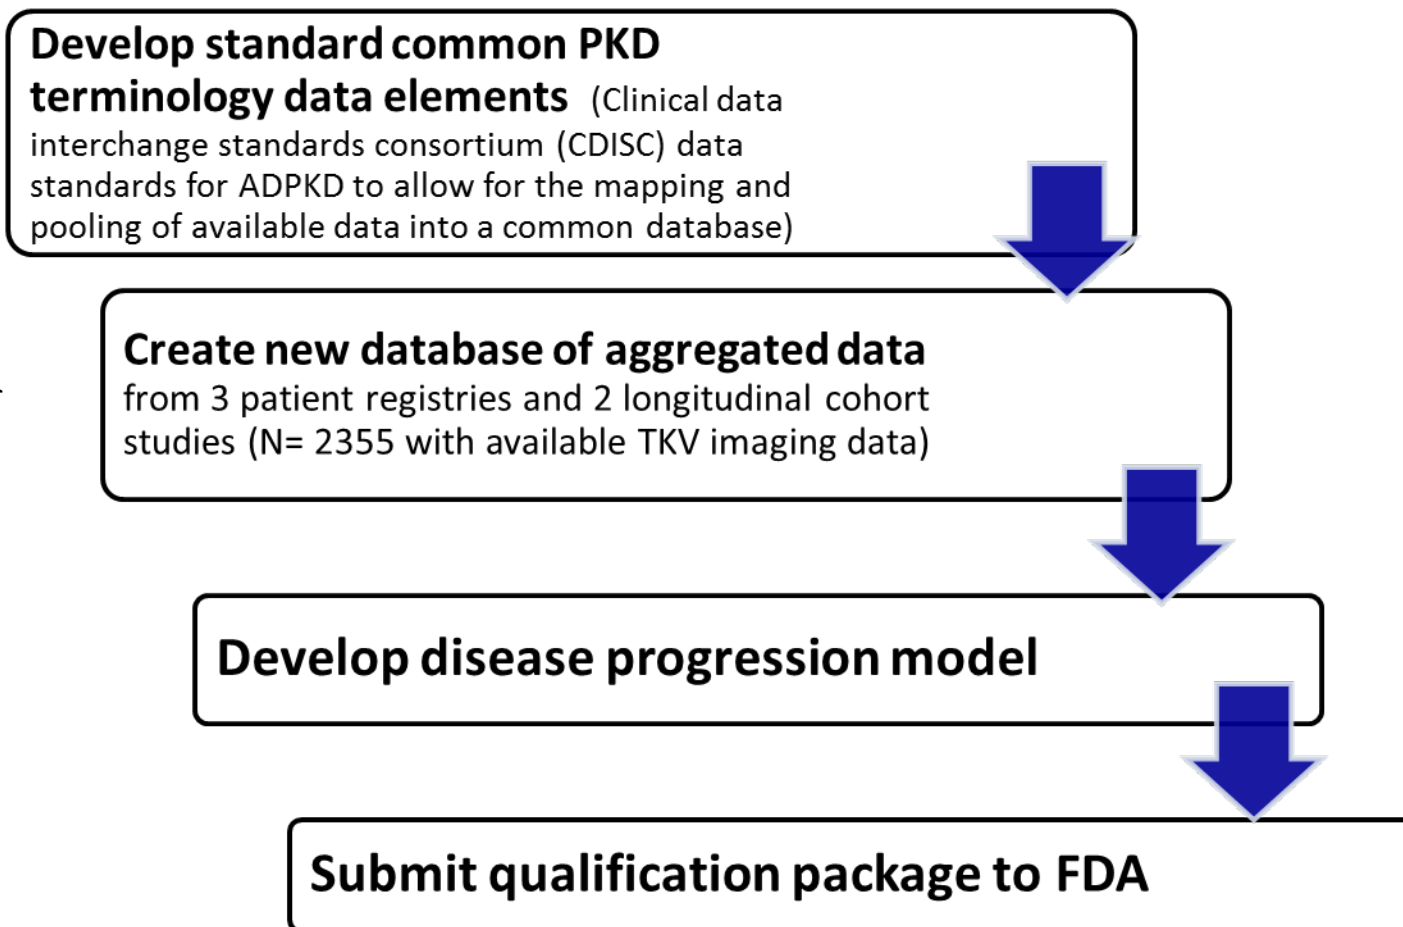 Develop standard common PKD
terminology data elements (Clinical data
interchange standards consortium (CDISC) data
standards for ADPKD to allow for the mapping and
pooling of available data into a common database)
Create new database of aggregated data
from 3 patient registries and 2 longitudinal cohort
studies (N= 2355 with available TKV imaging data)
Develop disease progression model
Submit qualification package to FDA